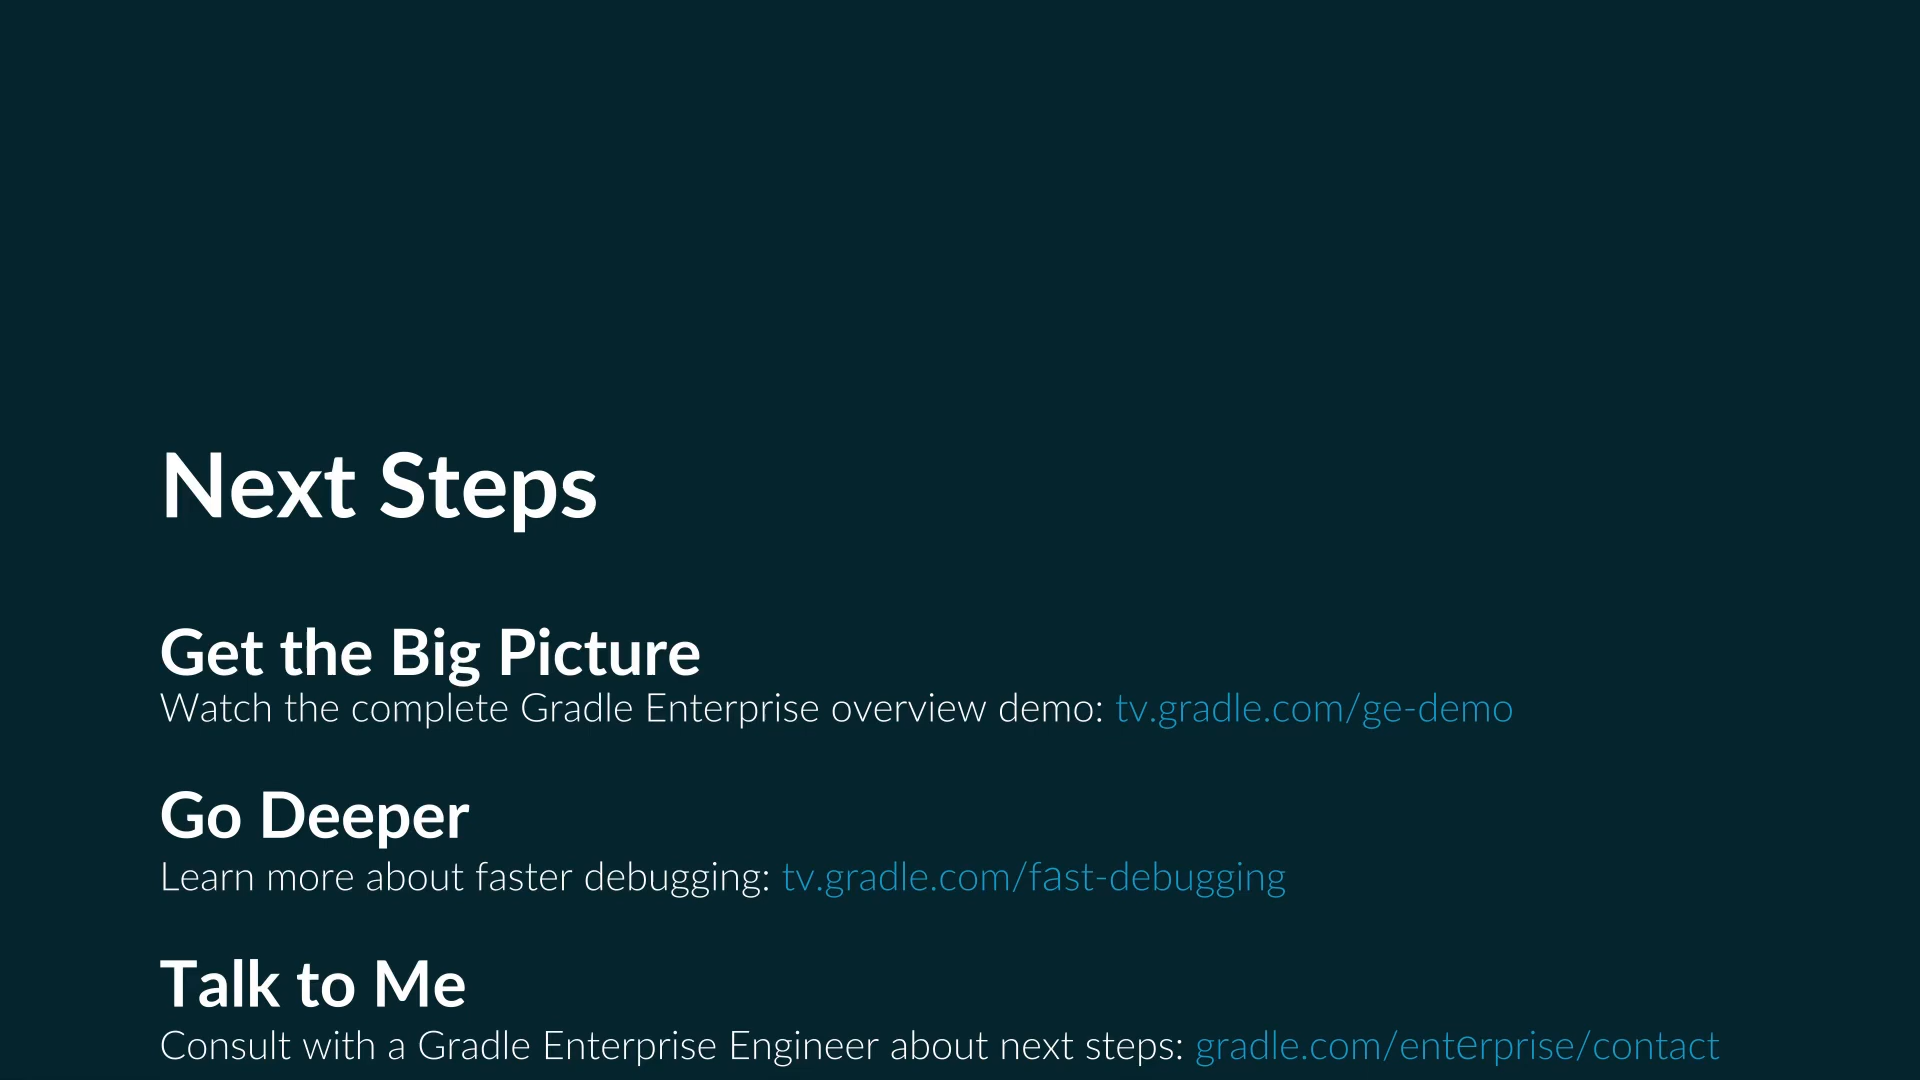 Next Steps
Get the Big Picture
Watch the complete Gradle Enterprise overview demo: tv.gradle.com/ge-demo
Go Deeper
Learn more about faster debugging: tv.gradle.com/fast-debugging
Talk to Me
Consult with a Gradle Enterprise Engineer about next steps: gradle.com/enterprise/contact